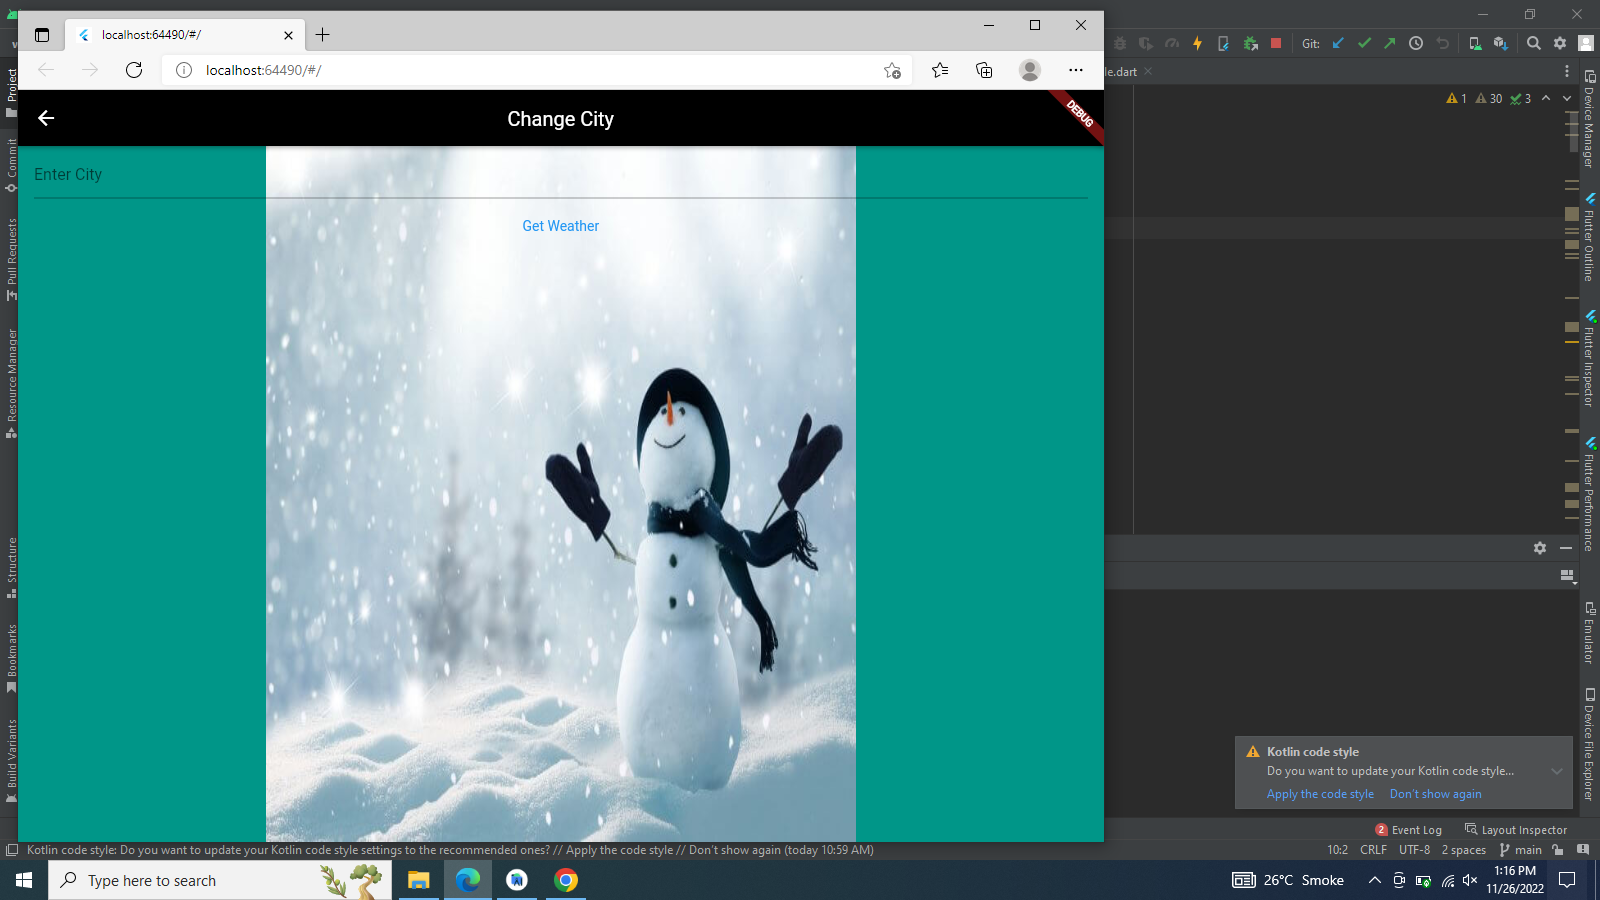 localhost:64490/#/
localhost:64490/#/
Change City
DEBUG
Enter City
Get Weather
Git:
le.dart
1
30
3
Project
Commit
Pull Requests
Resource Manager
Structure
Bookmarks
Build Variants
Device Manager
Flutter Outline
Flutter Inspector
Flutter Performance
Emulator
Device File Explorer
Kotlin code style
Do you want to update your Kotlin code style...
Apply the code style Don't show again
2 Event Log Layout Inspector
Kotlin code style: Do you want to update your Kotlin code style settings to the recommended ones? // Apply the code style // Don't show again (today 10:59 AM)
10:2 CRLF UTF-8 2 spaces main
Type here to search
26°C Smoke
1:16 PM
11/26/2022